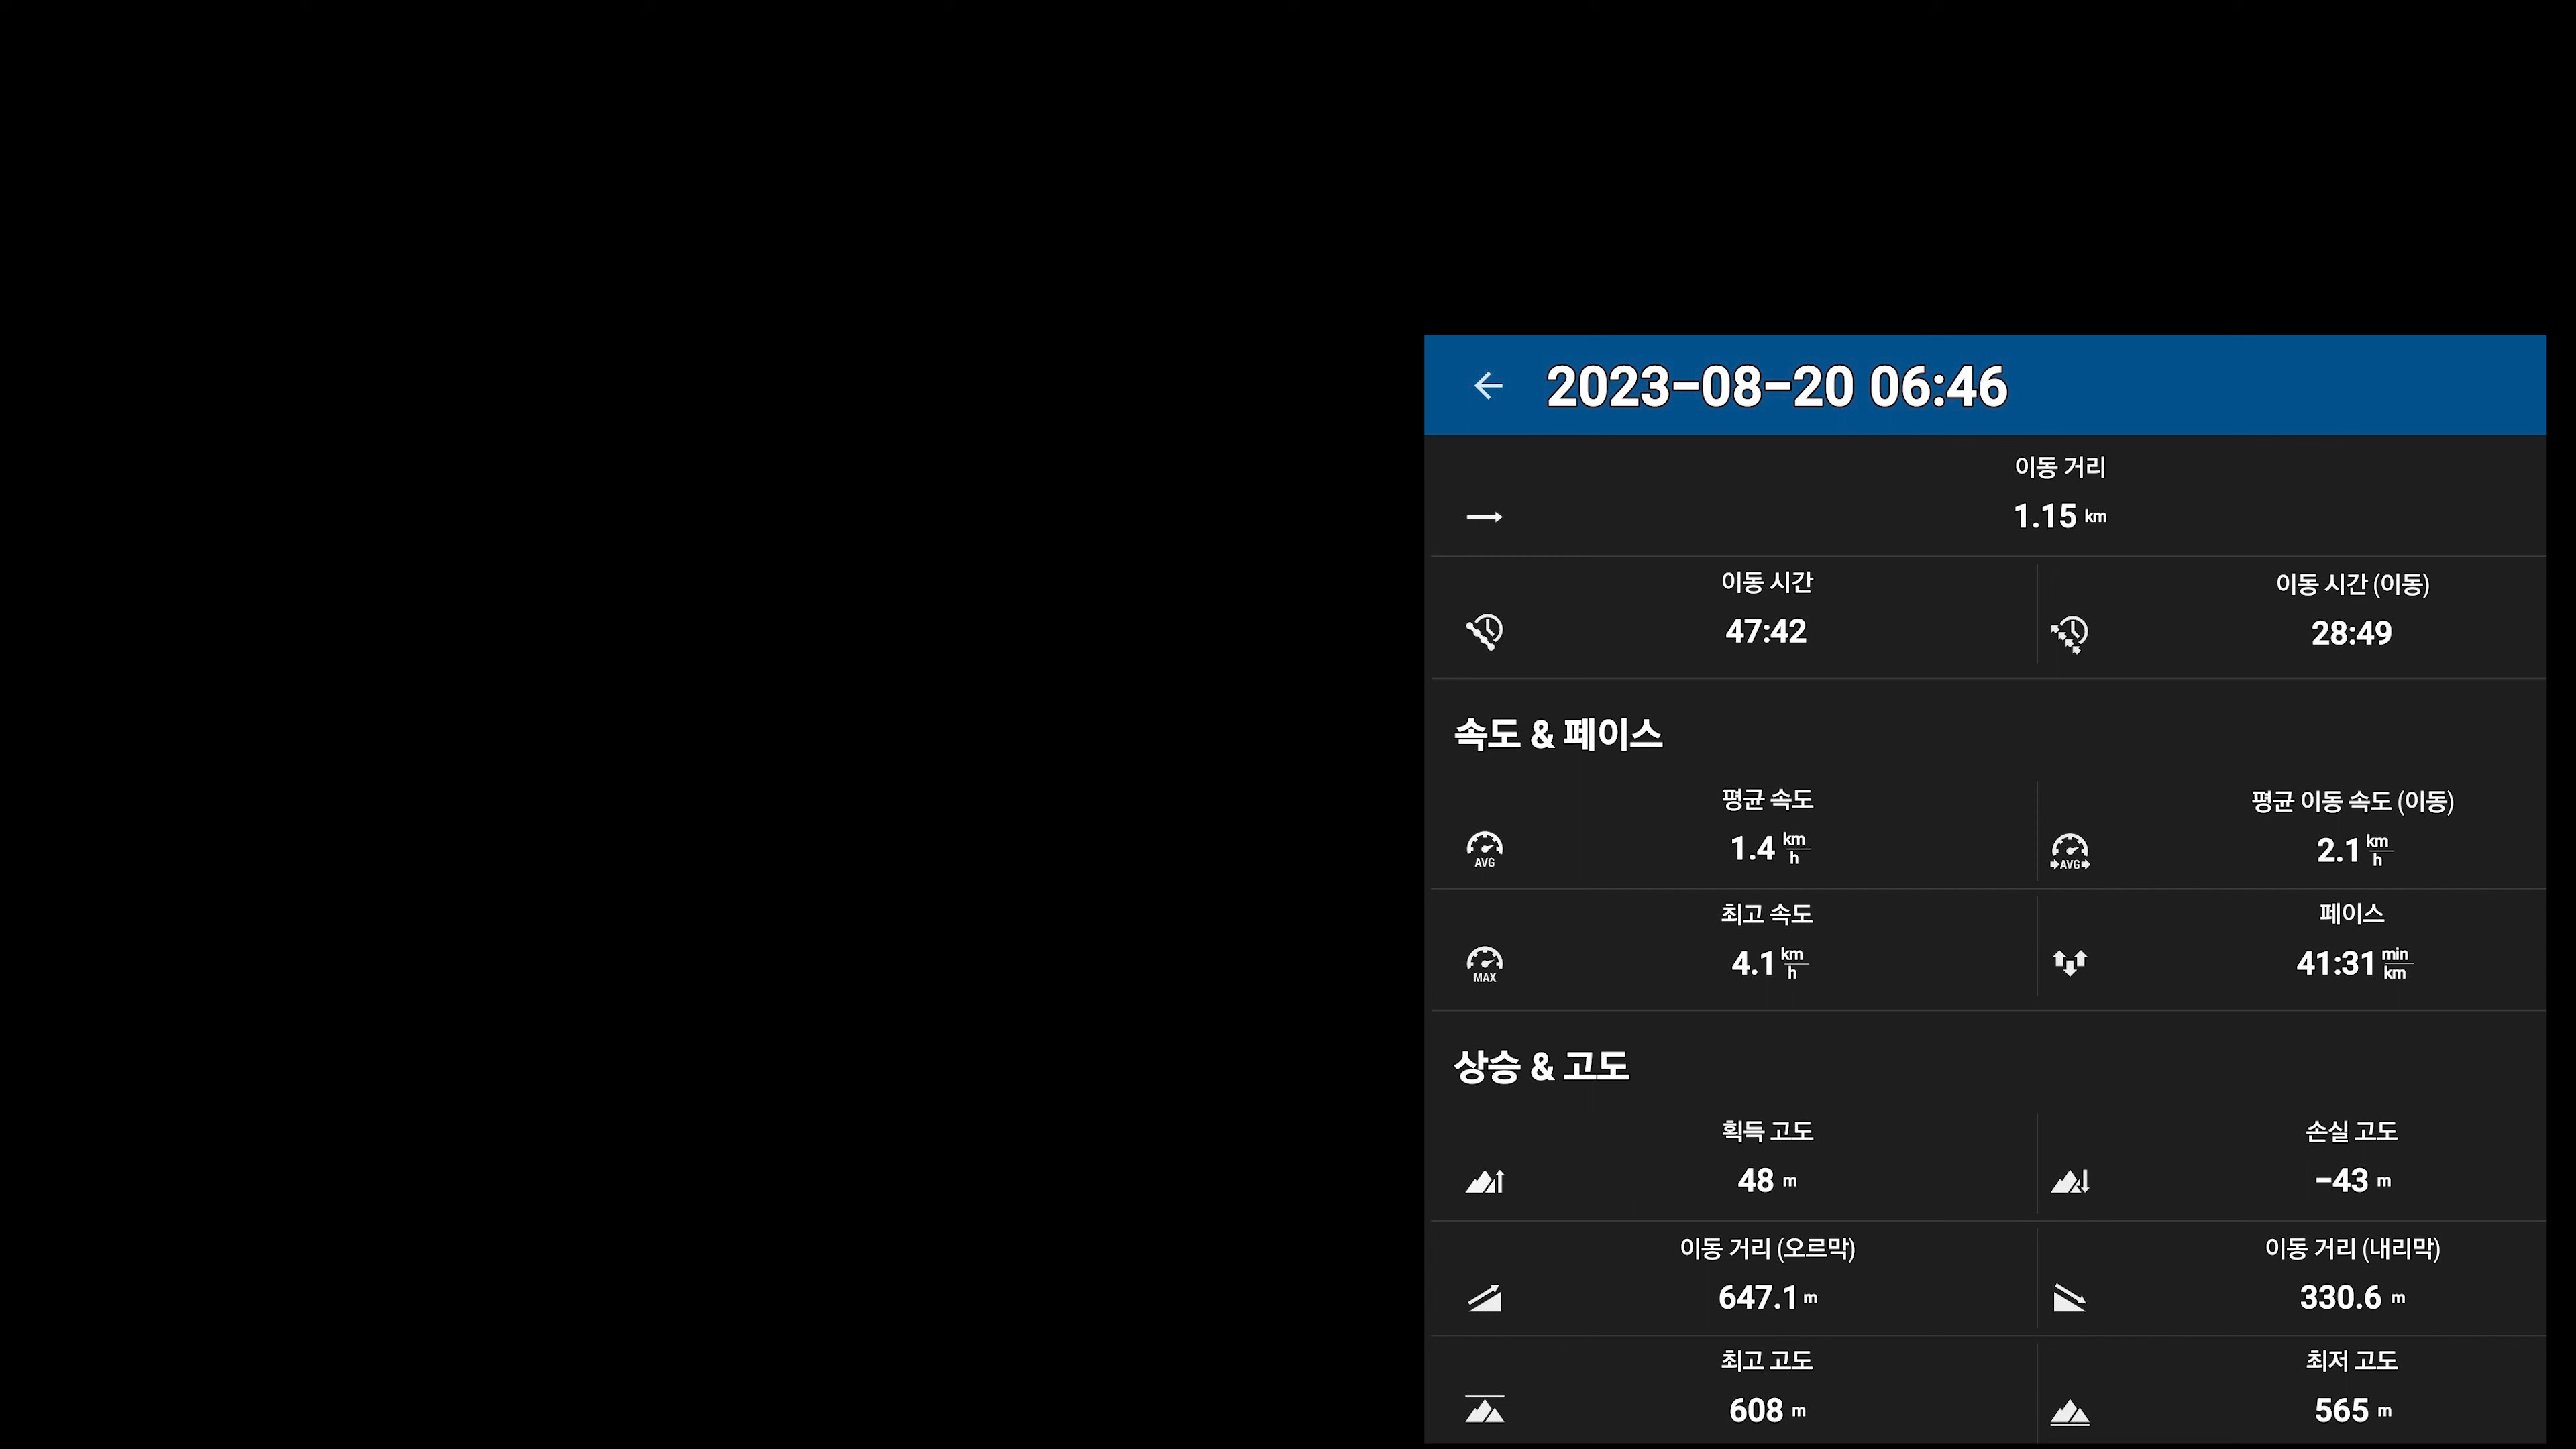 2023-08-20 06:46
이동 거리
1.15 km
이동 시간
47:42
이동 시간 (이동)
28:49
속도 & 페이스
평균 속도
1.4 km/h
AVG
평균 이동 속도 (이동)
2.1 km/h
AVG
최고 속도
4.1 km/h
MAX
페이스
41:31 min/km
상승 & 고도
획득 고도
48 m
손실 고도
-43 m
이동 거리 (오르막)
647.1 m
이동 거리 (내리막)
330.6 m
최고 고도
608 m
최저 고도
565 m